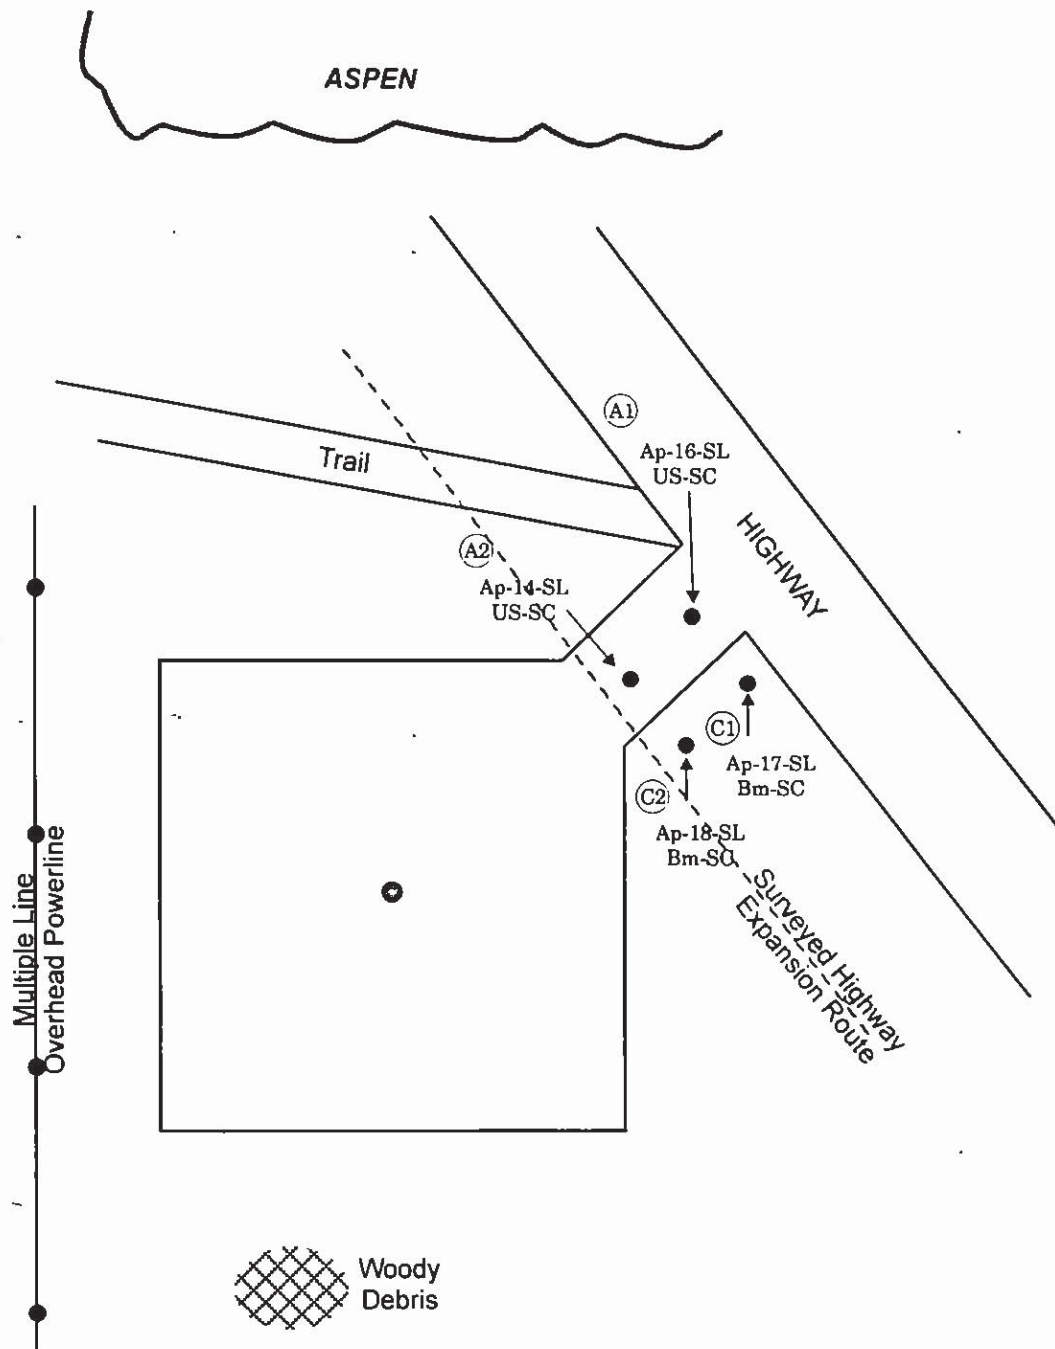 ASPEN
A1
Ap-16-SL
US-SC
Trail
HIGHWAY
A2
Ap-14-SL
US-SC
C1
Ap-17-SL
Bm-SC
C2
Ap-18-SL
Bm-SC
Surveyed Highway
Expansion Route
Multiple Line
Overhead Powerline
Woody
Debris